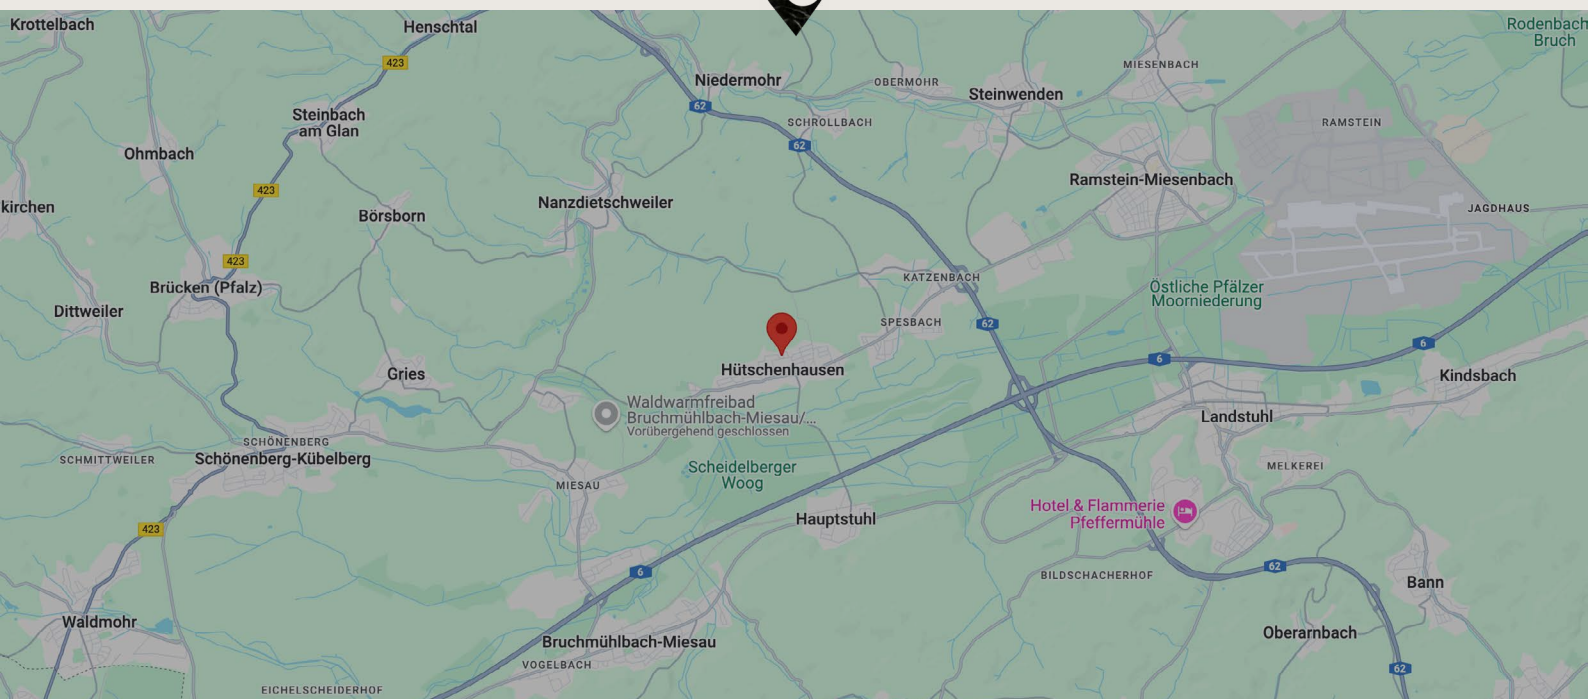 Krottelbach
Henschtal
Rodenbach
Bruch
423
MIESENBACH
Niedermohr
OBERMOHR
Steinwenden
62
Steinbach
am Glan
SCHROLLBACH
RAMSTEIN
62
Ohmbach
Ramstein-Miesenbach
423
kirchen
Börsborn
Nanzdietschweiler
JAGDHAUS
423
KATZENBACH
Brücken (Pfalz)
Östliche Pfälzer
Moorniederung
Dittweiler
SPESBACH
62
6
6
Hütschenhausen
Gries
Kindsbach
Waldwarmfreibad
Bruchmühlbach-Miesau/...
Vorübergehend geschlossen
Landstuhl
SCHÖNENBERG
SCHMITTWEILER
Schönenberg-Kübelberg
Scheidelberger
Woog
MELKEREI
MIESAU
Hotel & Flammerie
Pfeffermühle
Hauptstuhl
423
6
62
BILDSCHACHERHOF
Bann
Waldmohr
Oberarnbach
Bruchmühlbach-Miesau
VOGELBACH
62
EICHELSCHEIDERHOF